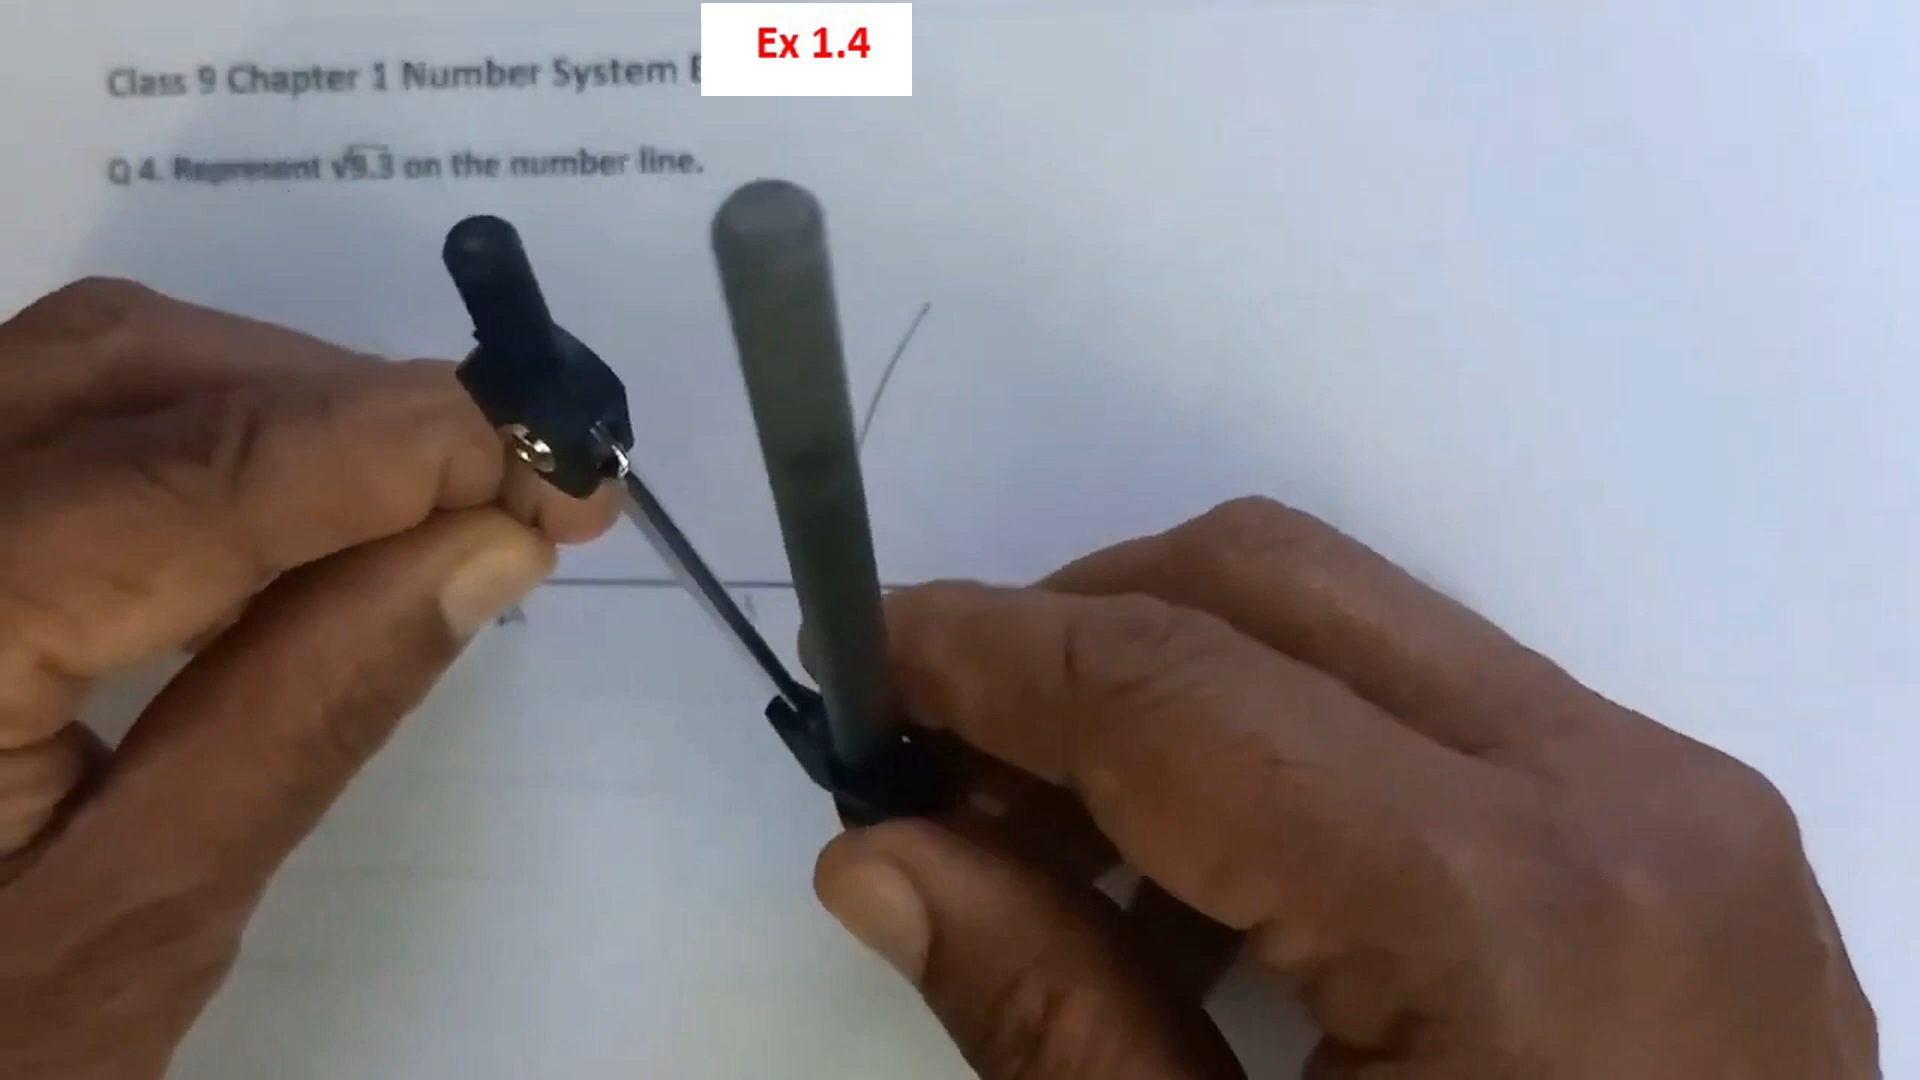 Ex 1.4
Class 9 Chapter 1 Number System E
Q 4. Represent √9.3 on the number line.